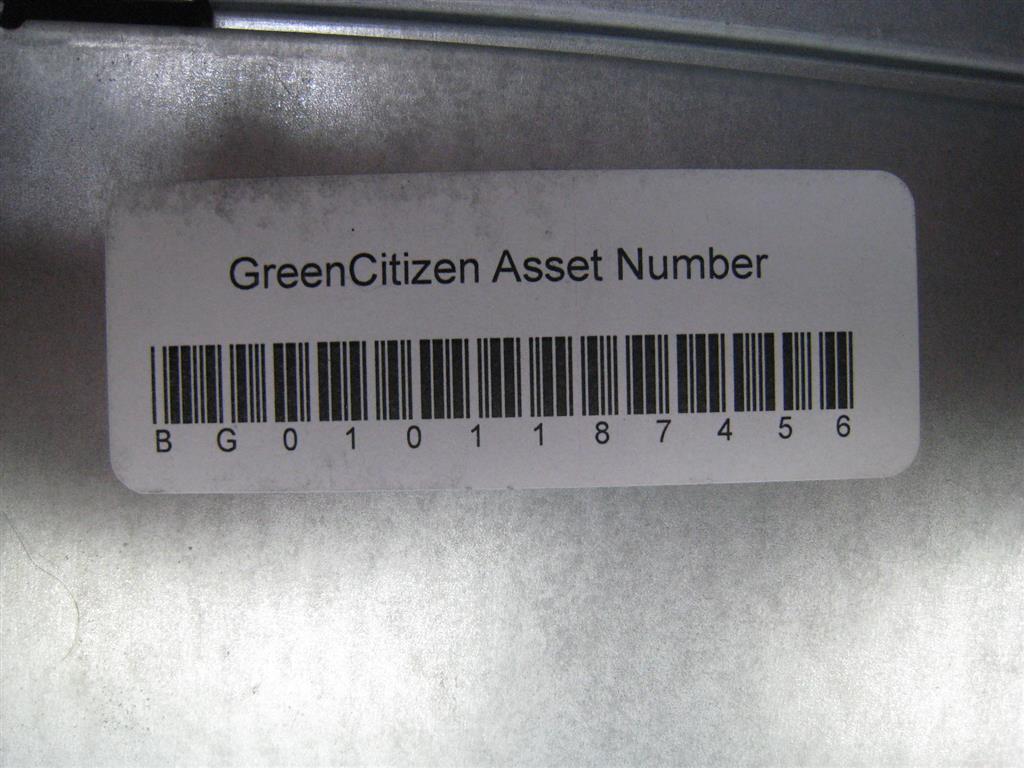 GreenCitizen Asset Number
B G 0 1 0 1 1 8 7 4 5 6